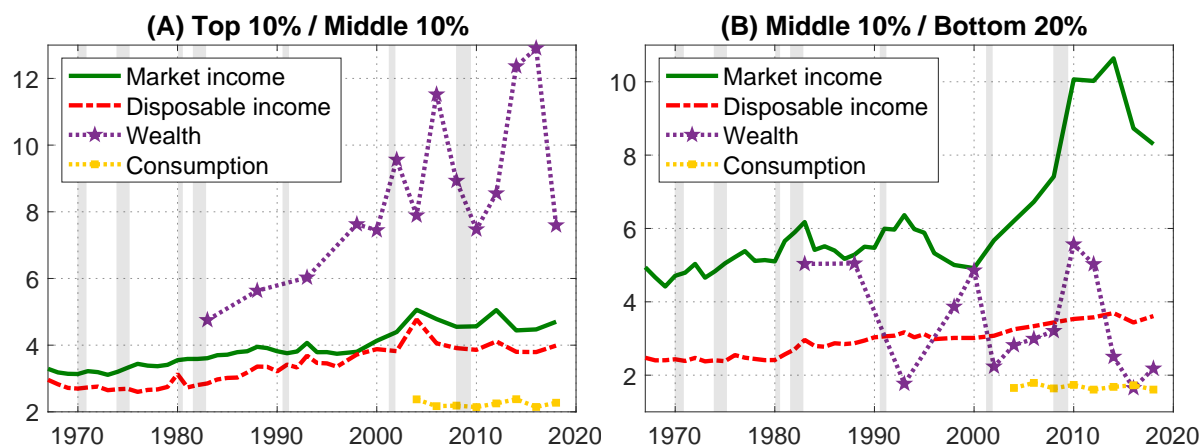 (A) Top 10% / Middle 10%
12
10
8
6
4
2
Market income
Disposable income
Wealth
Consumption
1970 1980 1990 2000 2010 2020
(B) Middle 10% / Bottom 20%
10
8
6
4
2
Market income
Disposable income
Wealth
Consumption
1970 1980 1990 2000 2010 2020